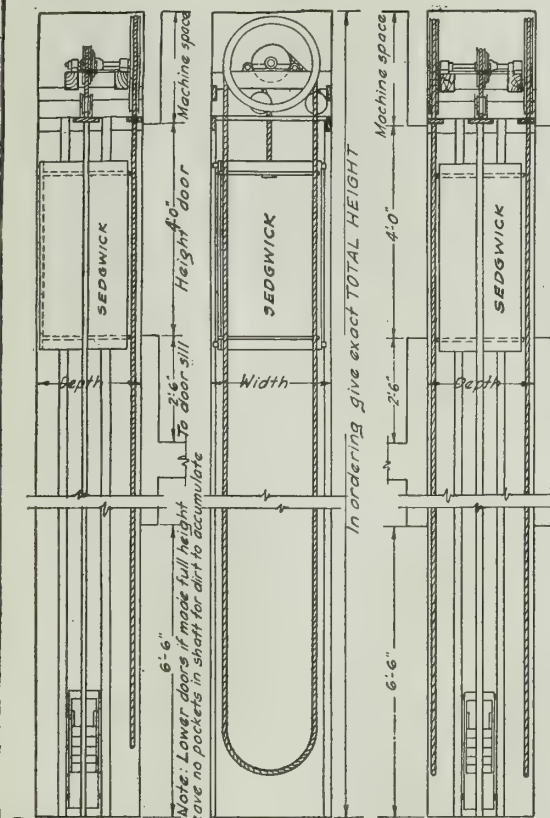 Machine space
SEDGWICK
Depth
4'-0"
Height door
2'-6"
To door sill
6'-6"
Note: Lower doors if made full height
ave no pockets in shaft for dirt to accumulate
SEDGWICK
Width
In ordering give exact TOTAL HEIGHT
Machine space
SEDGWICK
Depth
4'-0"
2'-6"
6'-6"